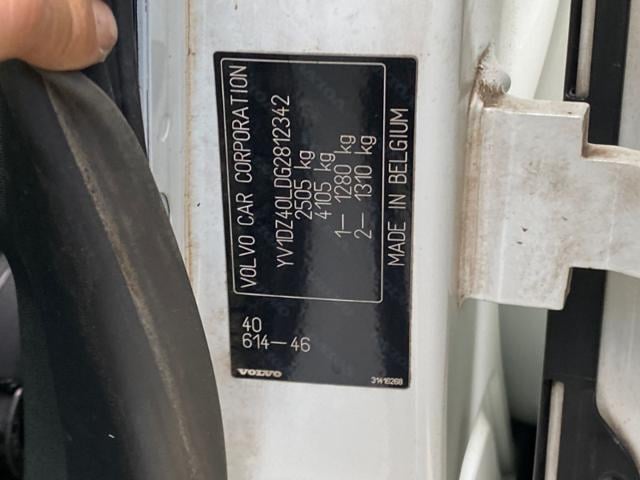 VOLVO CAR CORPORATION
YV1DZ40LDG2812342
2505 kg
4105 kg
1– 1280 kg
2– 1310 kg
MADE IN BELGIUM
40
614–46
VOLVO
31410268